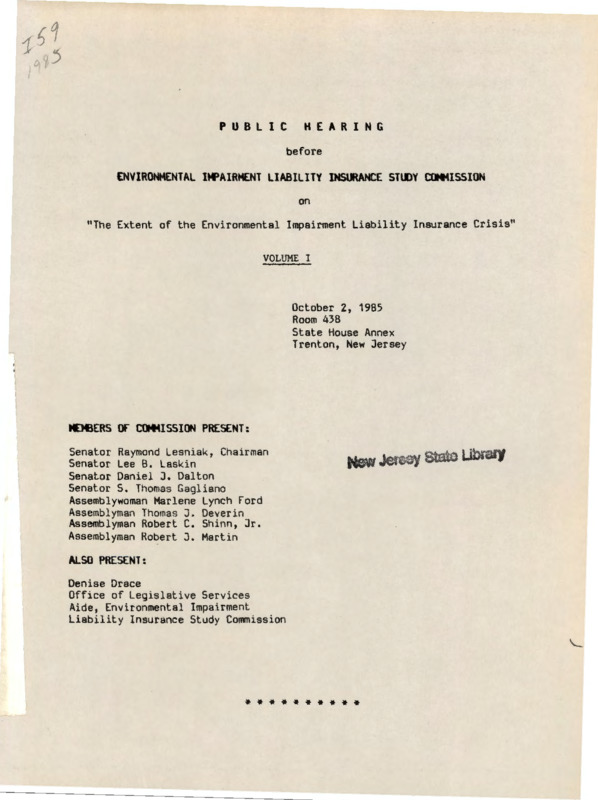 I59
1985
PUBLIC HEARING
before
ENVIRONMENTAL IMPAIRMENT LIABILITY INSURANCE STUDY COMMISSION
on
"The Extent of the Environmental Impairment Liability Insurance Crisis"
VOLUME I
October 2, 1985
Room 438
State House Annex
Trenton, New Jersey
MEMBERS OF COMMISSION PRESENT:
Senator Raymond Lesniak, Chairman
Senator Lee B. Laskin
Senator Daniel J. Dalton
Senator S. Thomas Gagliano
Assemblywoman Marlene Lynch Ford
Assemblyman Thomas J. Deverin
Assemblyman Robert C. Shinn, Jr.
Assemblyman Robert J. Martin
New Jersey State Library
ALSO PRESENT:
Denise Drace
Office of Legislative Services
Aide, Environmental Impairment
Liability Insurance Study Commission
* * * * * * * * * *